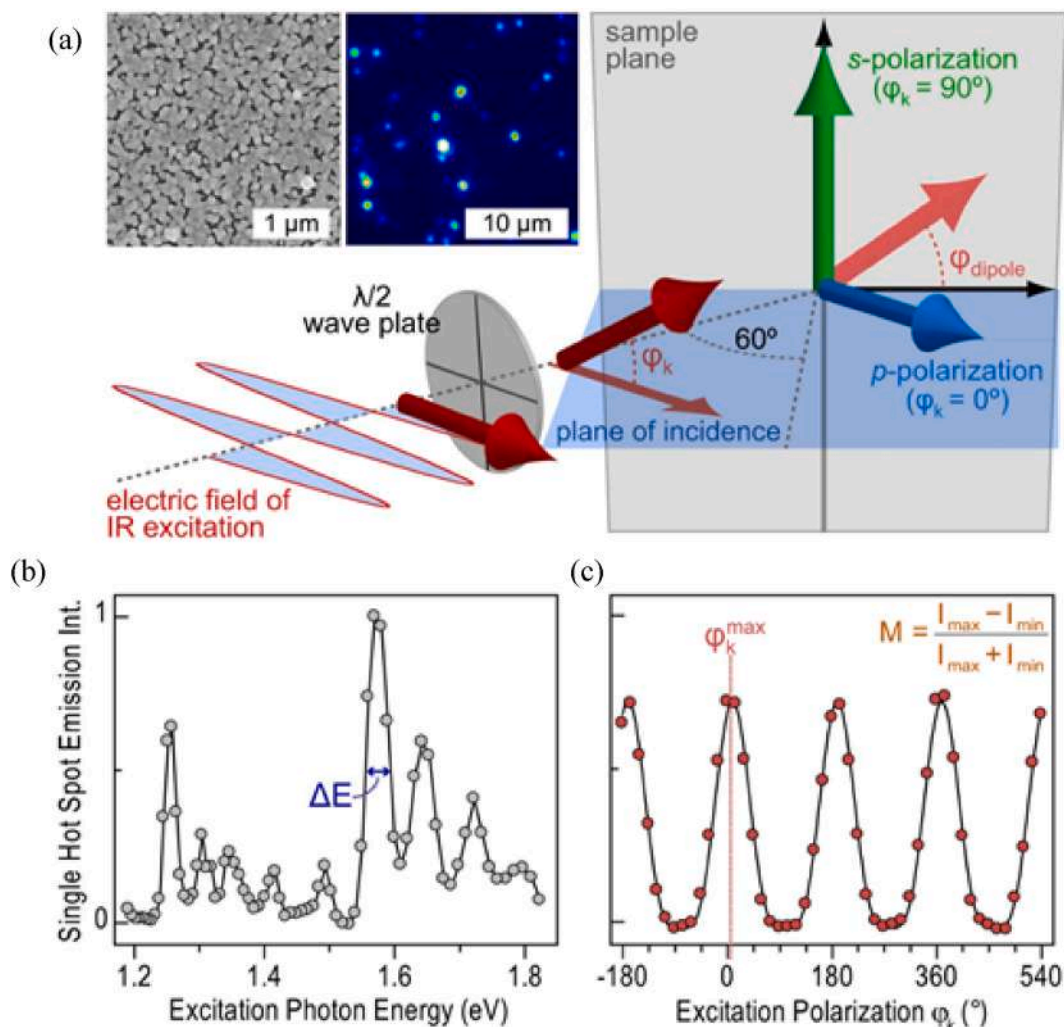 (a)
1 µm
10 µm
sample
plane
s-polarization
(φk = 90º)
φdipole
λ/2
wave plate
60º
φk
p-polarization
(φk = 0º)
plane of incidence
electric field of
IR excitation
(b)
Single Hot Spot Emission Int.
1
0
ΔE
1.2
1.4
1.6
1.8
Excitation Photon Energy (eV)
(c)
φk^max
M = (Imax − Imin) / (Imax + Imin)
-180
0
180
360
540
Excitation Polarization φk (°)